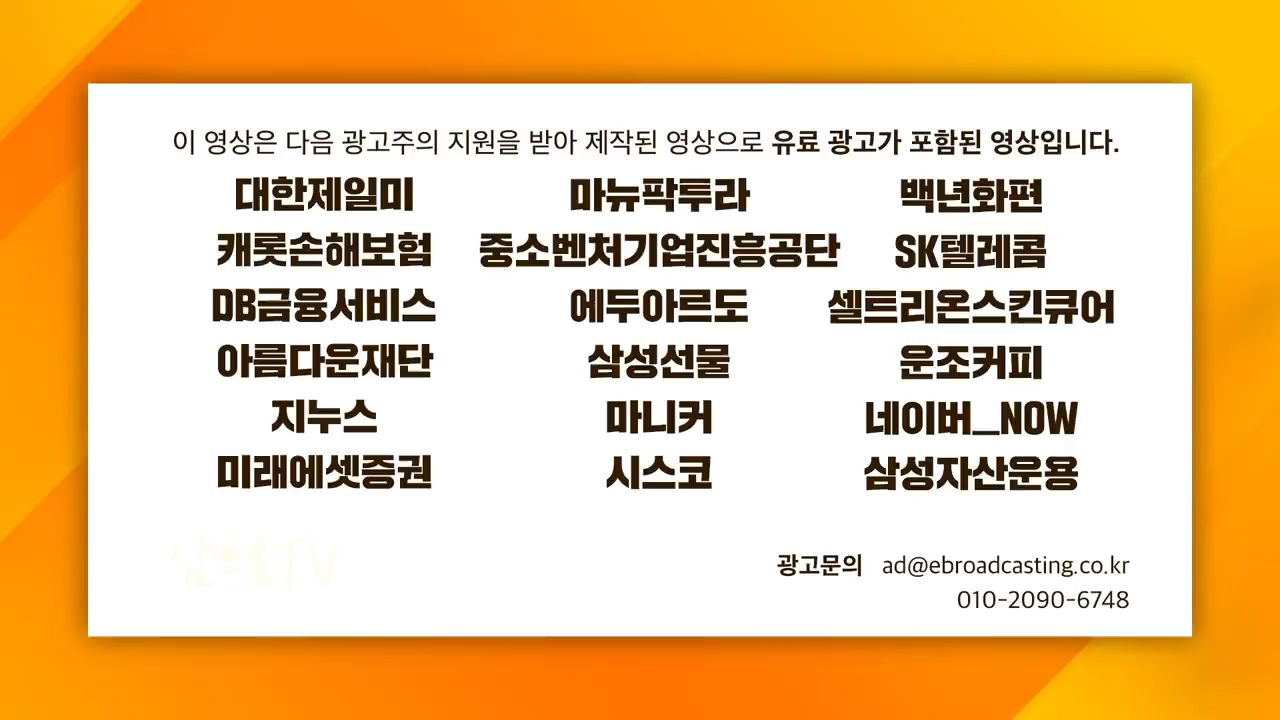 이 영상은 다음 광고주의 지원을 받아 제작된 영상으로 유료 광고가 포함된 영상입니다.
대한제일미 마뉴팍투라 백년화편
캐롯손해보험 중소벤처기업진흥공단 SK텔레콤
DB금융서비스 에두아르도 셀트리온스킨큐어
아름다운재단 삼성선물 운조커피
지누스 마니커 네이버_NOW
미래에셋증권 시스코 삼성자산운용
삼프로TV
광고문의 ad@ebroadcasting.co.kr
010-2090-6748